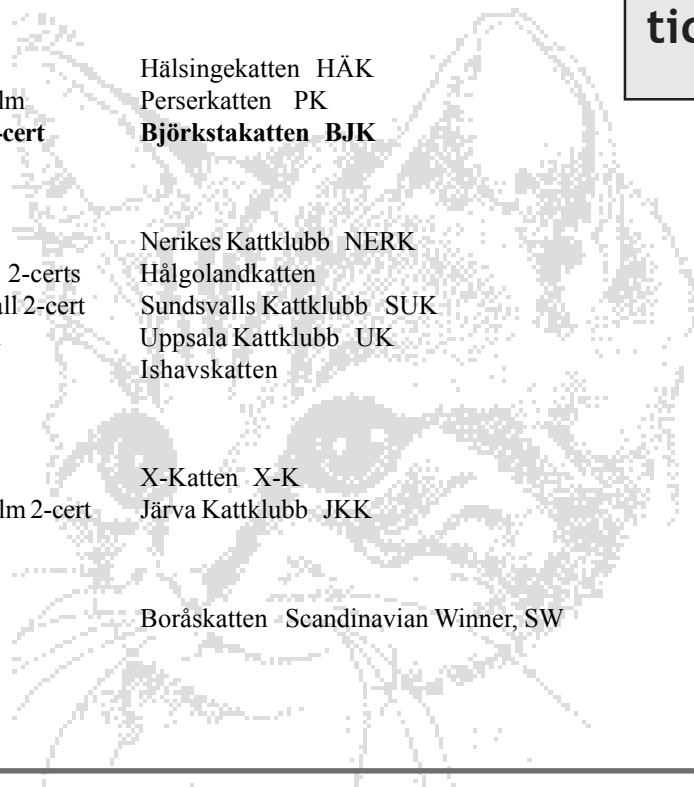 tic
Hälsingekatten HÄK
lm Perserkatten PK
-cert Björkstakatten BJK
Nerikes Kattklubb NERK
2-certs Hålgolandkatten
all 2-cert Sundsvalls Kattklubb SUK
Uppsala Kattklubb UK
Ishavskatten
X-Katten X-K
lm 2-cert Järva Kattklubb JKK
Boråskatten Scandinavian Winner, SW